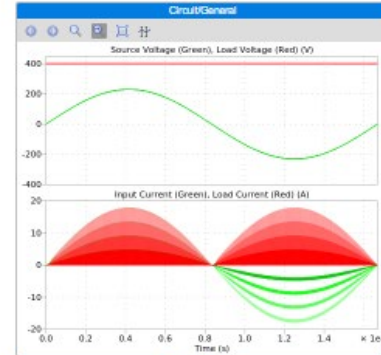 Circuit/General
Source Voltage (Green), Load Voltage (Red) (V)
400
200
0
-200
-400
Input Current (Green), Load Current (Red) (A)
20
10
0
-10
-20
0.0 0.2 0.4 0.6 0.8 1.0 1.2 1.4 × 1e
Time (s)